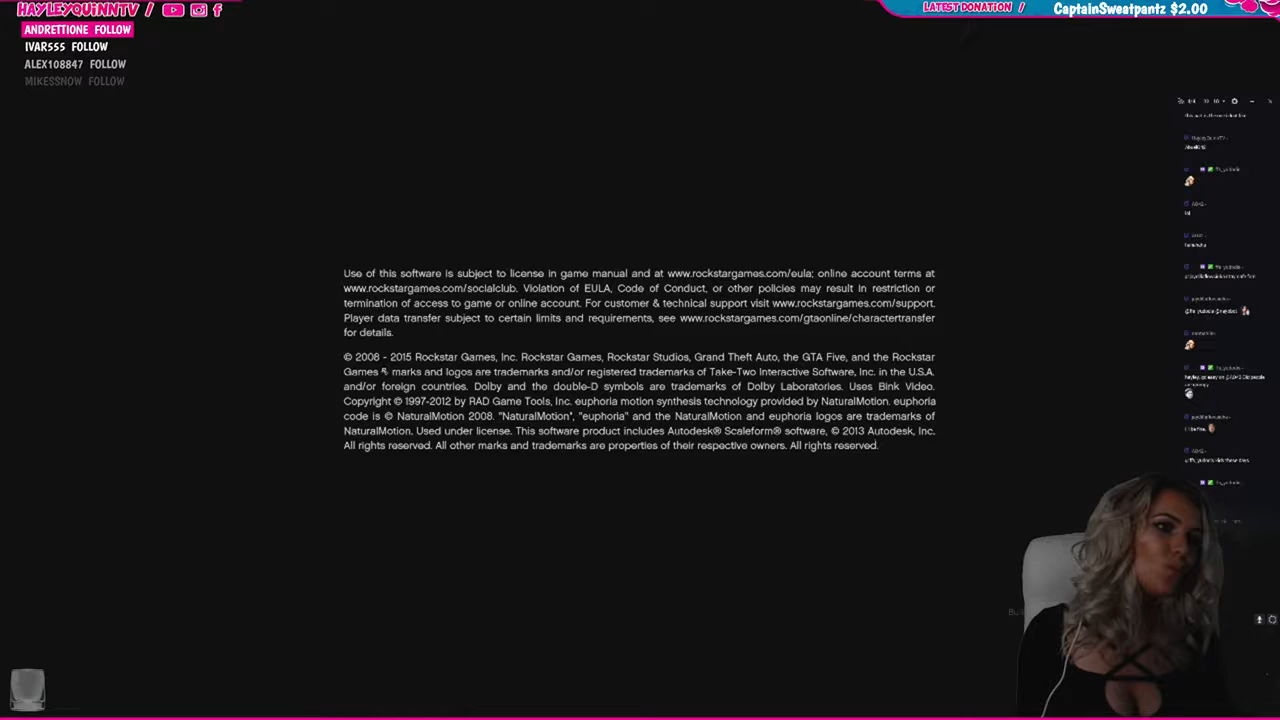 HAYLEYQUINNTV /
LATEST DONATION /
CaptainSweatpantz $2.00
ANDRETTIONE FOLLOW
IVAR555 FOLLOW
ALEX108847 FOLLOW
MIKESSNOW FOLLOW
Use of this software is subject to license in game manual and at www.rockstargames.com/eula; online account terms at
www.rockstargames.com/socialclub. Violation of EULA, Code of Conduct, or other policies may result in restriction or
termination of access to game or online account. For customer & technical support visit www.rockstargames.com/support.
Player data transfer subject to certain limits and requirements, see www.rockstargames.com/gtaonline/charactertransfer
for details.
© 2008 - 2015 Rockstar Games, Inc. Rockstar Games, Rockstar Studios, Grand Theft Auto, the GTA Five, and the Rockstar
Games marks and logos are trademarks and/or registered trademarks of Take-Two Interactive Software, Inc. in the U.S.A.
and/or foreign countries. Dolby and the double-D symbols are trademarks of Dolby Laboratories. Uses Bink Video.
Copyright © 1997-2012 by RAD Game Tools, Inc. euphoria motion synthesis technology provided by NaturalMotion. euphoria
code is © NaturalMotion 2008. "NaturalMotion", "euphoria" and the NaturalMotion and euphoria logos are trademarks of
NaturalMotion. Used under license. This software product includes Autodesk® Scaleform® software, © 2013 Autodesk, Inc.
All rights reserved. All other marks and trademarks are properties of their respective owners. All rights reserved.